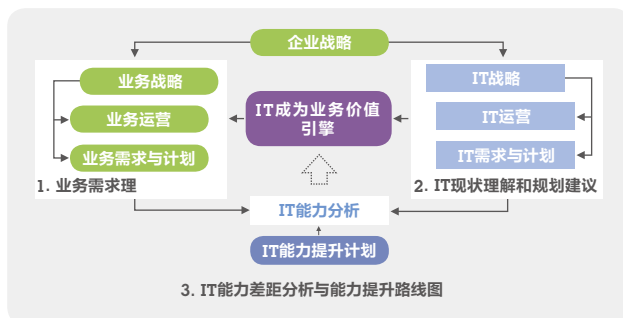 企业战略
业务战略
业务运营
业务需求与计划
1. 业务需求理
IT成为业务价值
引擎
IT战略
IT运营
IT需求与计划
2. IT现状理解和规划建议
IT能力分析
IT能力提升计划
3. IT能力差距分析与能力提升路线图